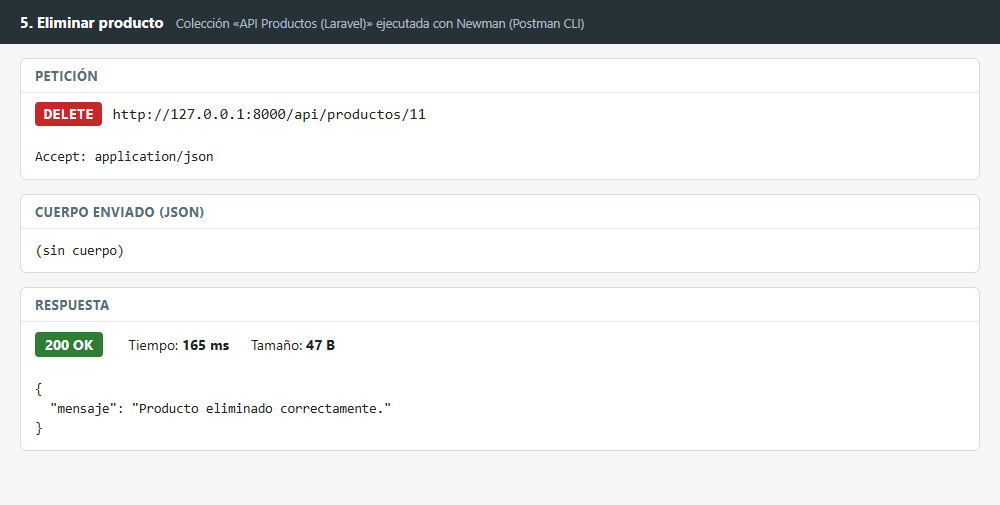 5. Eliminar producto Colección «API Productos (Laravel)» ejecutada con Newman (Postman CLI)
PETICIÓN
DELETE http://127.0.0.1:8000/api/productos/11
Accept: application/json
CUERPO ENVIADO (JSON)
(sin cuerpo)
RESPUESTA
200 OK Tiempo: 165 ms Tamaño: 47 B
{
  "mensaje": "Producto eliminado correctamente."
}